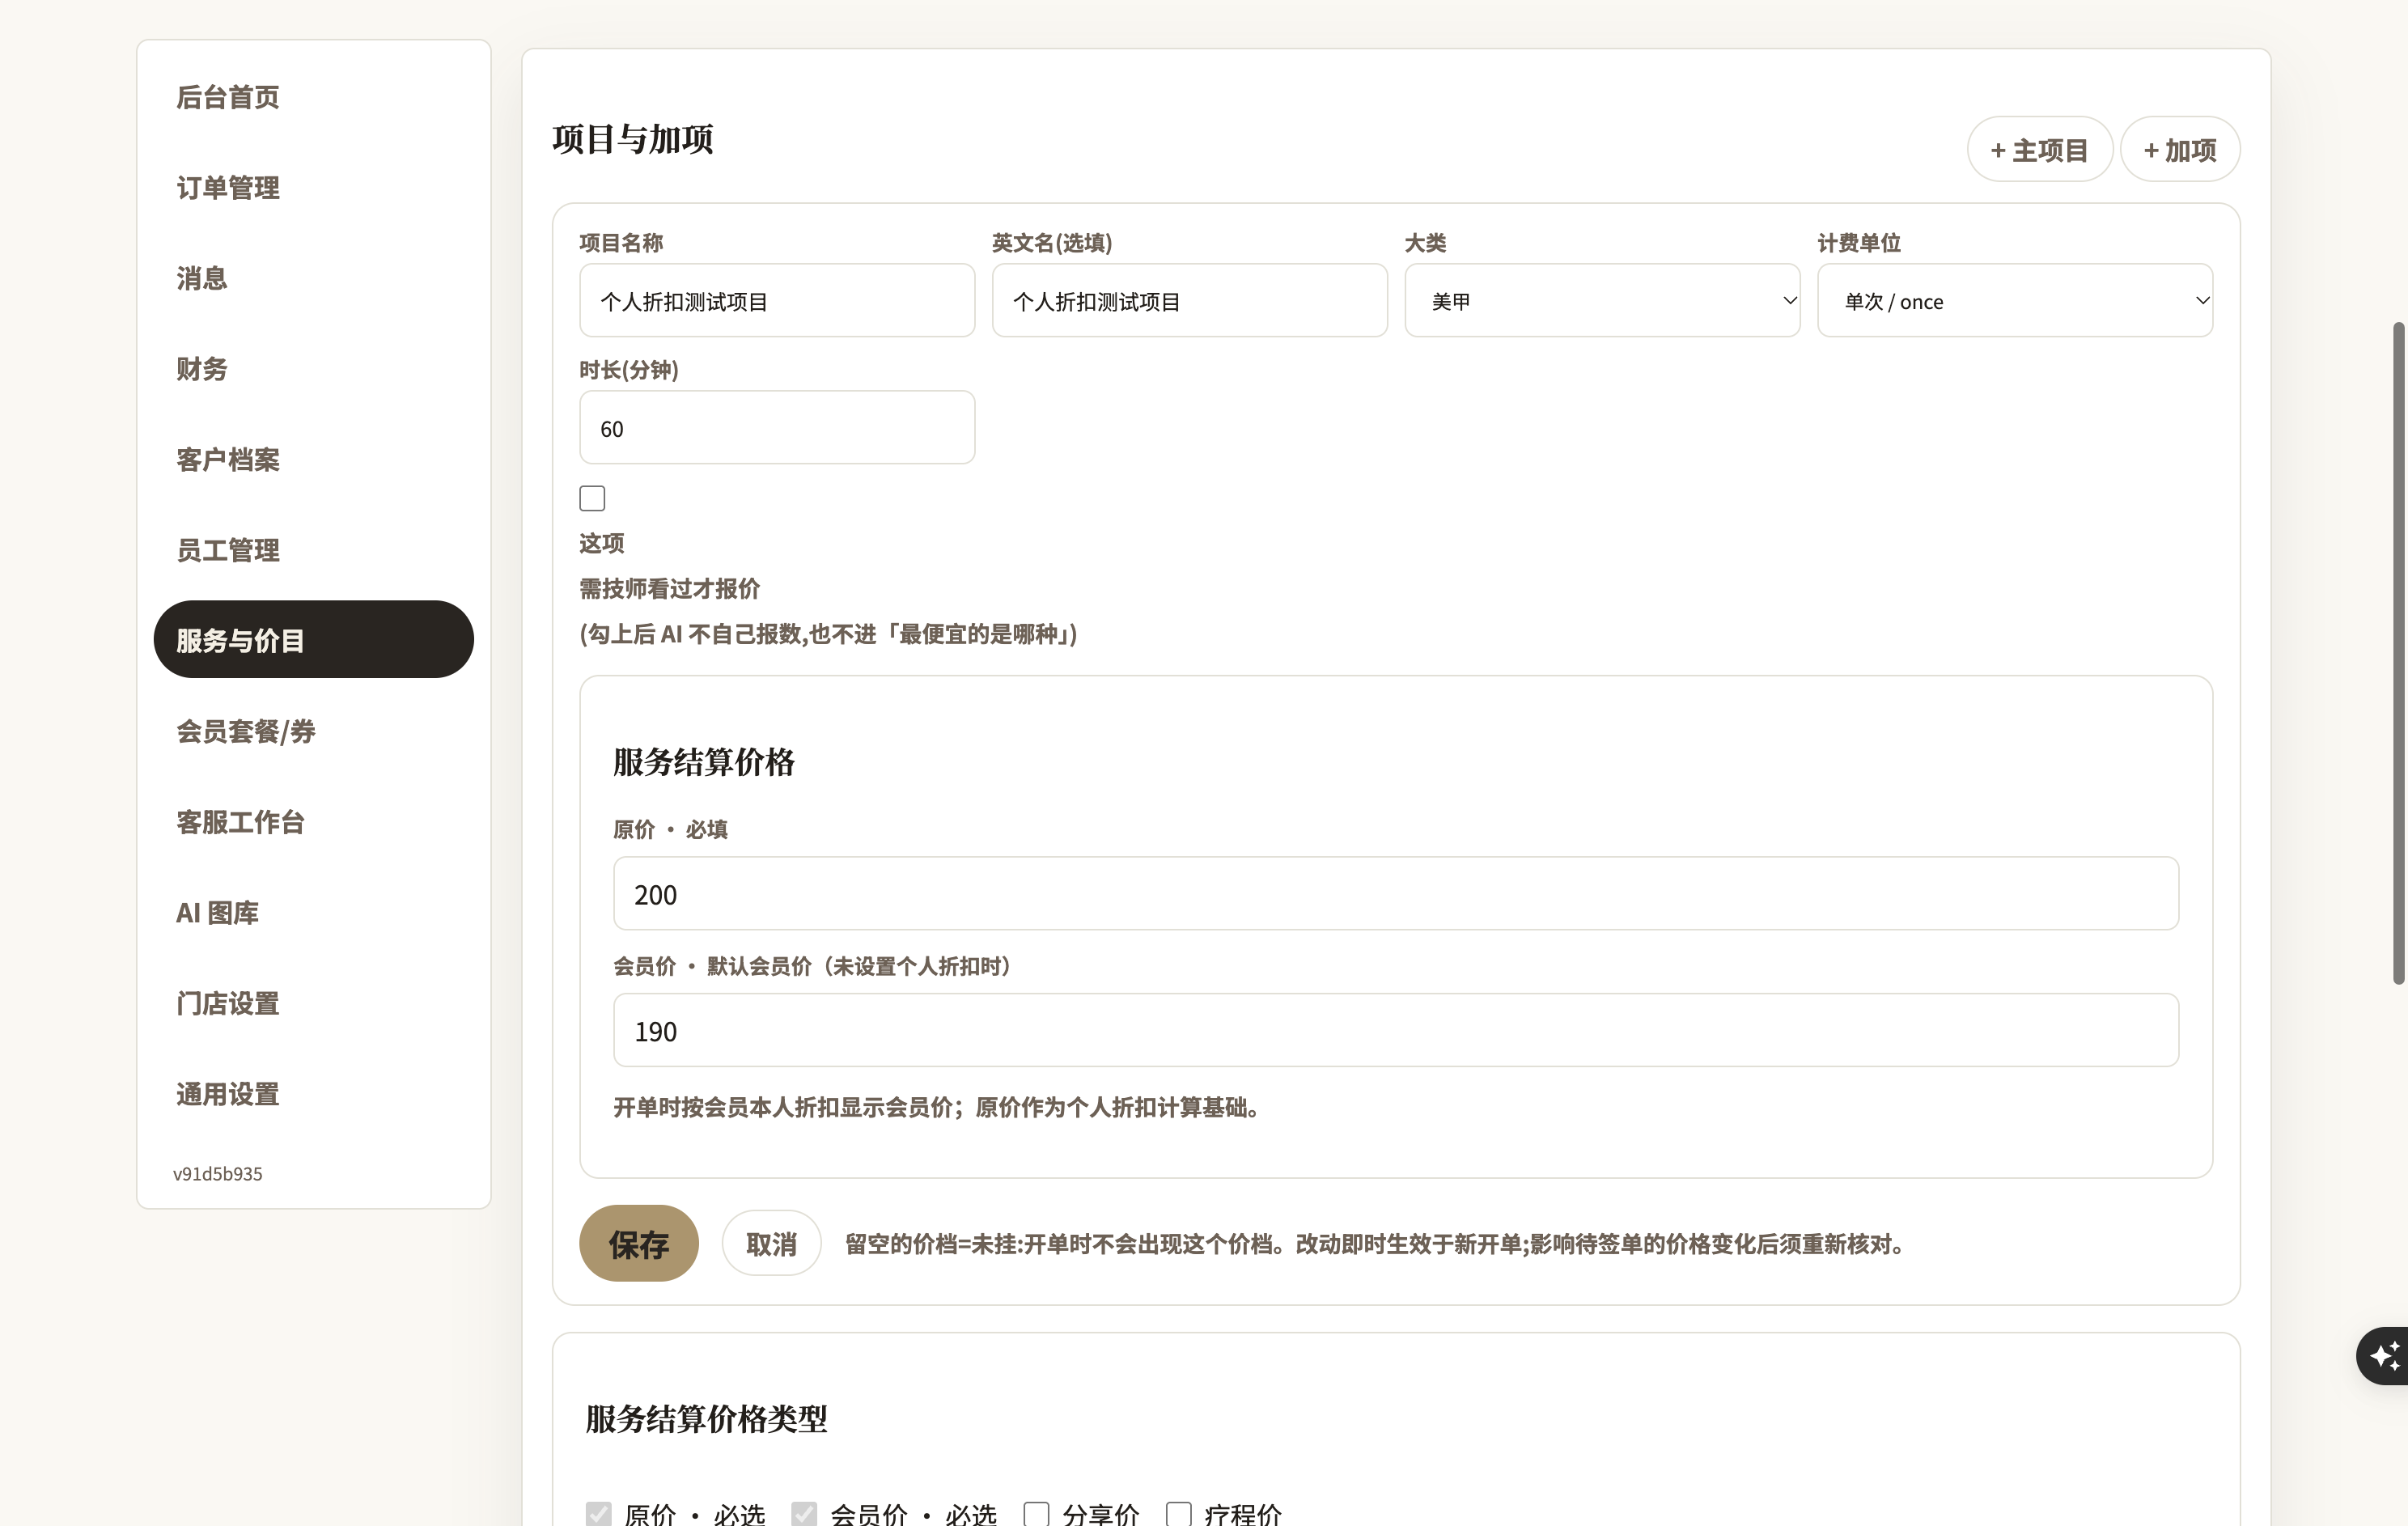 后台首页
订单管理
消息
财务
客户档案
员工管理
服务与价目
会员套餐/券
客服工作台
AI 图库
门店设置
通用设置
v91d5b935
项目与加项
+ 主项目
+ 加项
项目名称
英文名(选填)
大类
计费单位
个人折扣测试项目
个人折扣测试项目
美甲
单次 / once
时长(分钟)
60
这项
需技师看过才报价
(勾上后 AI 不自己报数,也不进「最便宜的是哪种」)
服务结算价格
原价 · 必填
200
会员价 · 默认会员价（未设置个人折扣时）
190
开单时按会员本人折扣显示会员价；原价作为个人折扣计算基础。
保存
取消
留空的价档=未挂:开单时不会出现这个价档。改动即时生效于新开单;影响待签单的价格变化后须重新核对。
服务结算价格类型
原价 · 必选
会员价 · 必选
分享价
疗程价